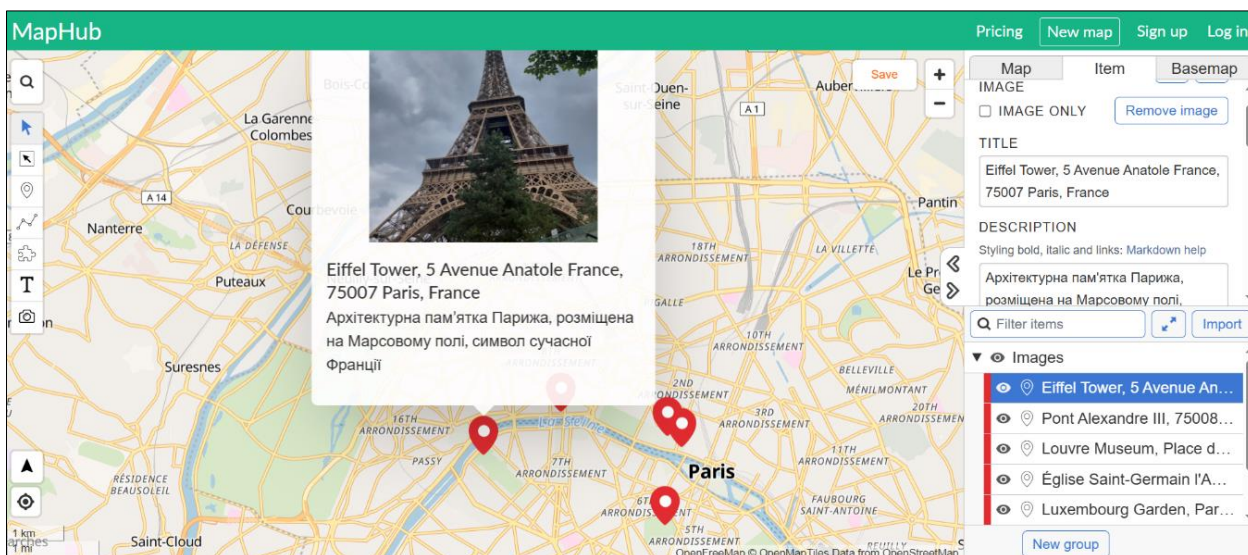 MapHub
Pricing
New map
Sign up
Log in
Save
+
−
La Garenne
Colombes
A 14
Nanterre
LA DÉFENSE
Puteaux
Suresnes
RÉSIDENCE
BEAUSOLEIL
Saint-Cloud
1 km
1 mi
T
Eiffel Tower, 5 Avenue Anatole France,
75007 Paris, France
Архітектурна пам'ятка Парижа, розміщена
на Марсовому полі, символ сучасної
Франції
Saint-Ouen-
sur-Seine
A 1
Pantin
LA VILLETTE
18TH
ARRONDISSEMENT
10TH
ARRONDISSEMENT
BELLEVILLE
MÉNILMONTANT
2ND
ARRONDISSEMENT
3RD
ARRONDISSEMENT
20TH
ARRONDISSEMEN
16TH
ARRONDISSEMENT
La Seine
PASSY
7TH
ARRONDISSEMENT
11TH
ARRONDISSEMENT
Paris
FAUBOURG
SAINT-ANTOINE
5TH
ARRONDISSEMENT
REUILLY
OpenFreeMap © OpenMapTiles Data from OpenStreetMap
Map
Item
Basemap
IMAGE
IMAGE ONLY
Remove image
TITLE
Eiffel Tower, 5 Avenue Anatole France,
75007 Paris, France
DESCRIPTION
Styling bold, italic and links: Markdown help
Архітектурна пам'ятка Парижа,
розміщена на Марсовому полі,
Filter items
Import
Images
Eiffel Tower, 5 Avenue An...
Pont Alexandre III, 75008...
Louvre Museum, Place d...
Église Saint-Germain l'A...
Luxembourg Garden, Par...
New group